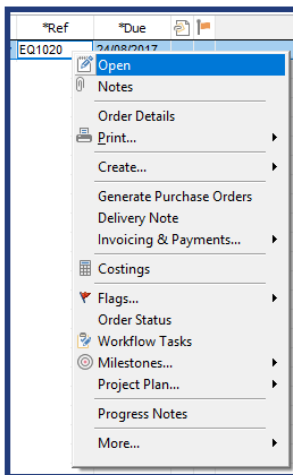 *Ref *Due
EQ1020 24/08/2017
Open
Notes
Order Details
Print...
Create...
Generate Purchase Orders
Delivery Note
Invoicing & Payments...
Costings
Flags...
Order Status
Workflow Tasks
Milestones...
Project Plan...
Progress Notes
More...